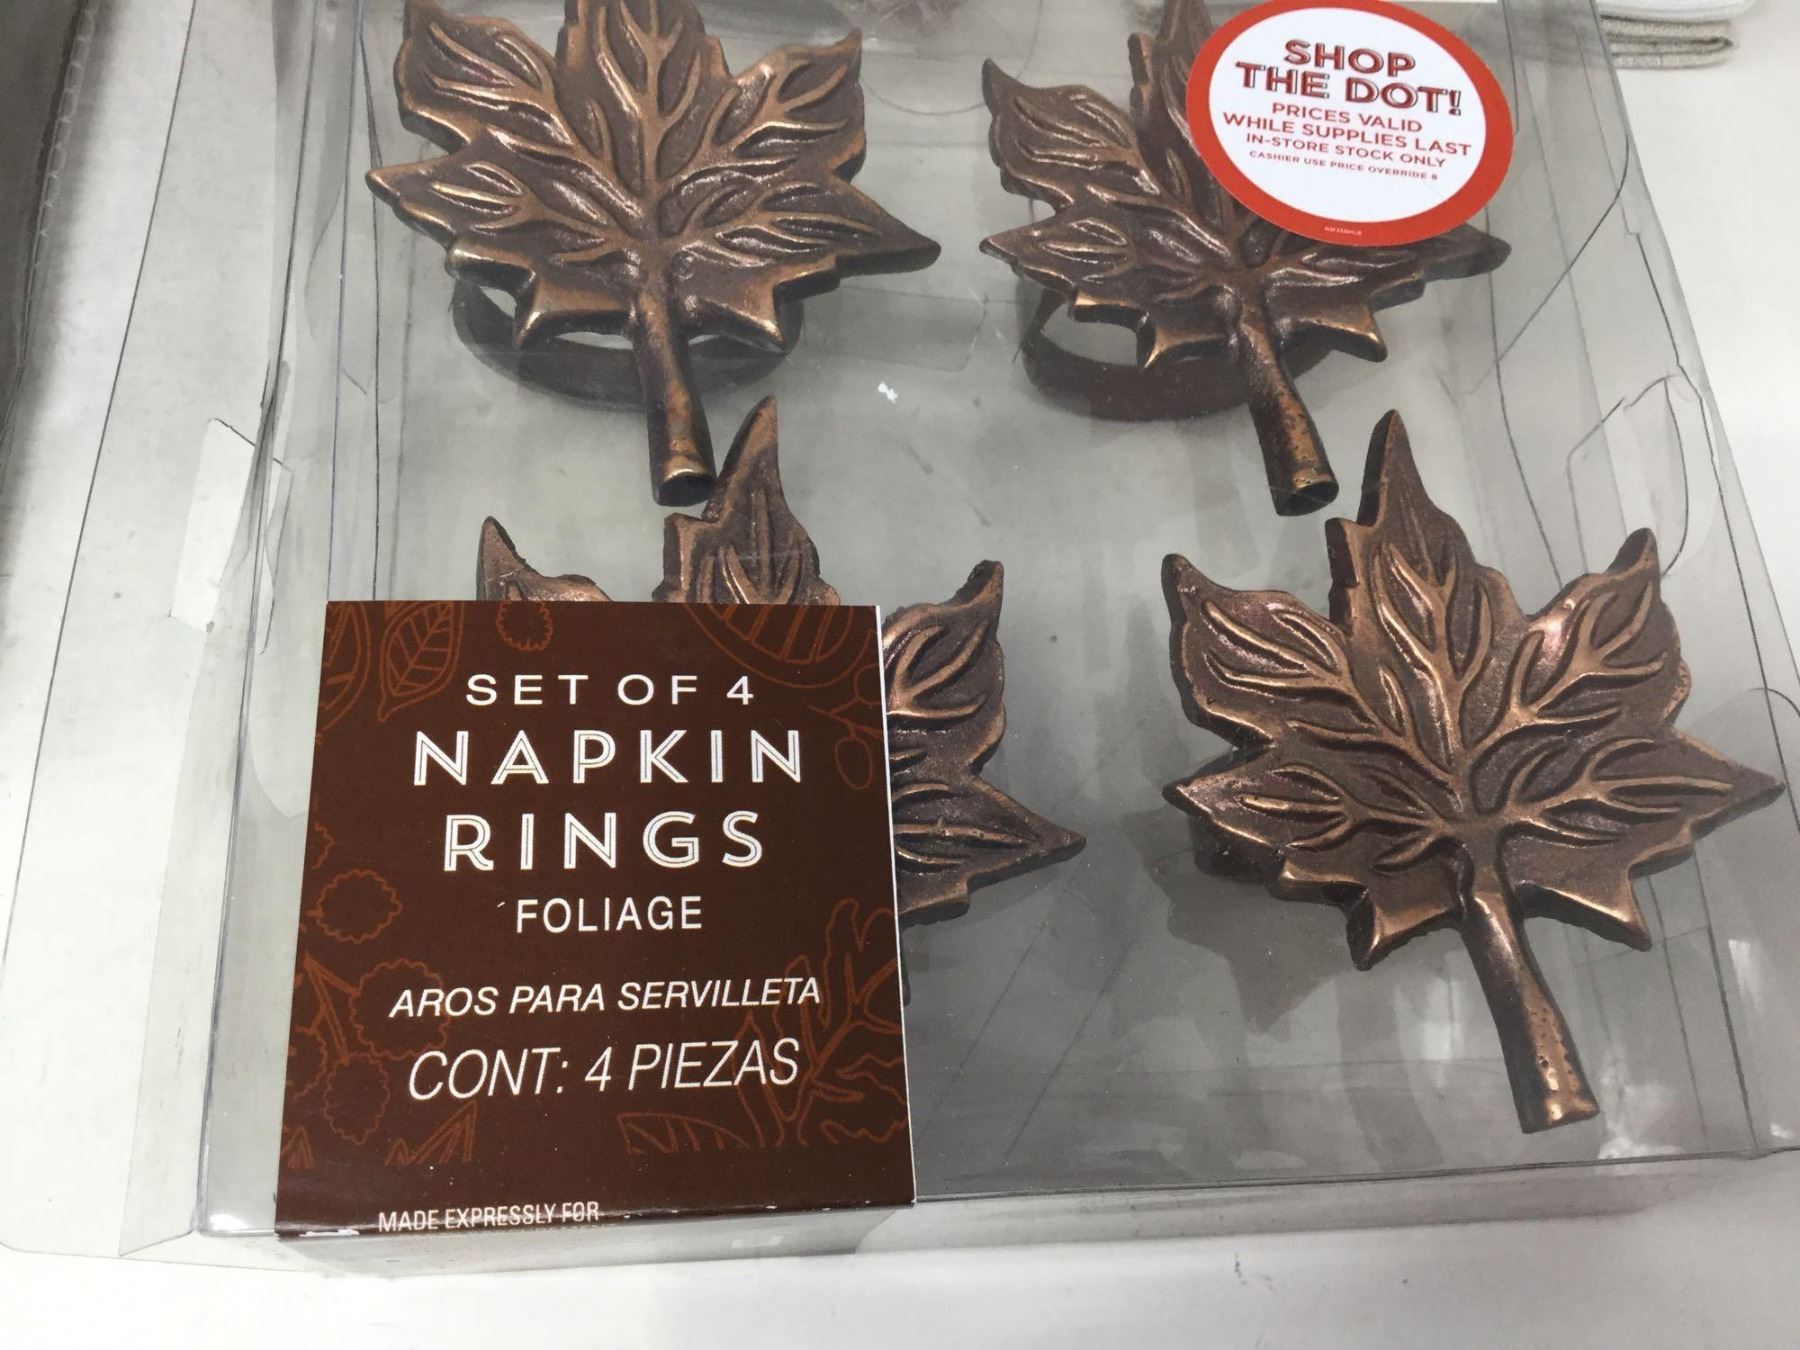 SHOP
THE DOT!
PRICES VALID
WHILE SUPPLIES LAST
IN-STORE STOCK ONLY
CASHIER USE PRICE OVERRIDE 8
SET OF 4
NAPKIN
RINGS
FOLIAGE
AROS PARA SERVILLETA
CONT: 4 PIEZAS
MADE EXPRESSLY FOR